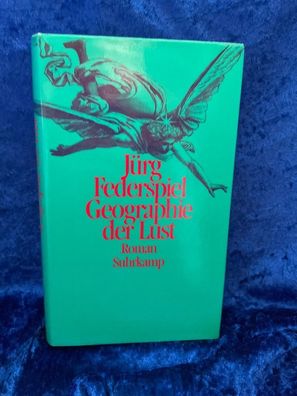 Jürg
Federspiel
Geographie
der Lust
Roman
Suhrkamp